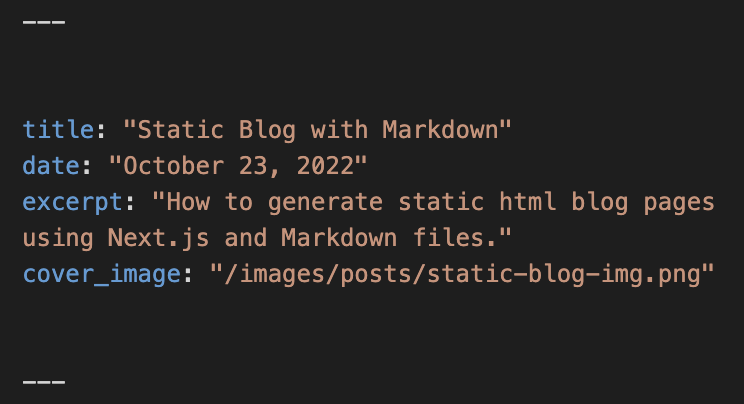 ---
title: "Static Blog with Markdown"
date: "October 23, 2022"
excerpt: "How to generate static html blog pages
using Next.js and Markdown files."
cover_image: "/images/posts/static-blog-img.png"
---